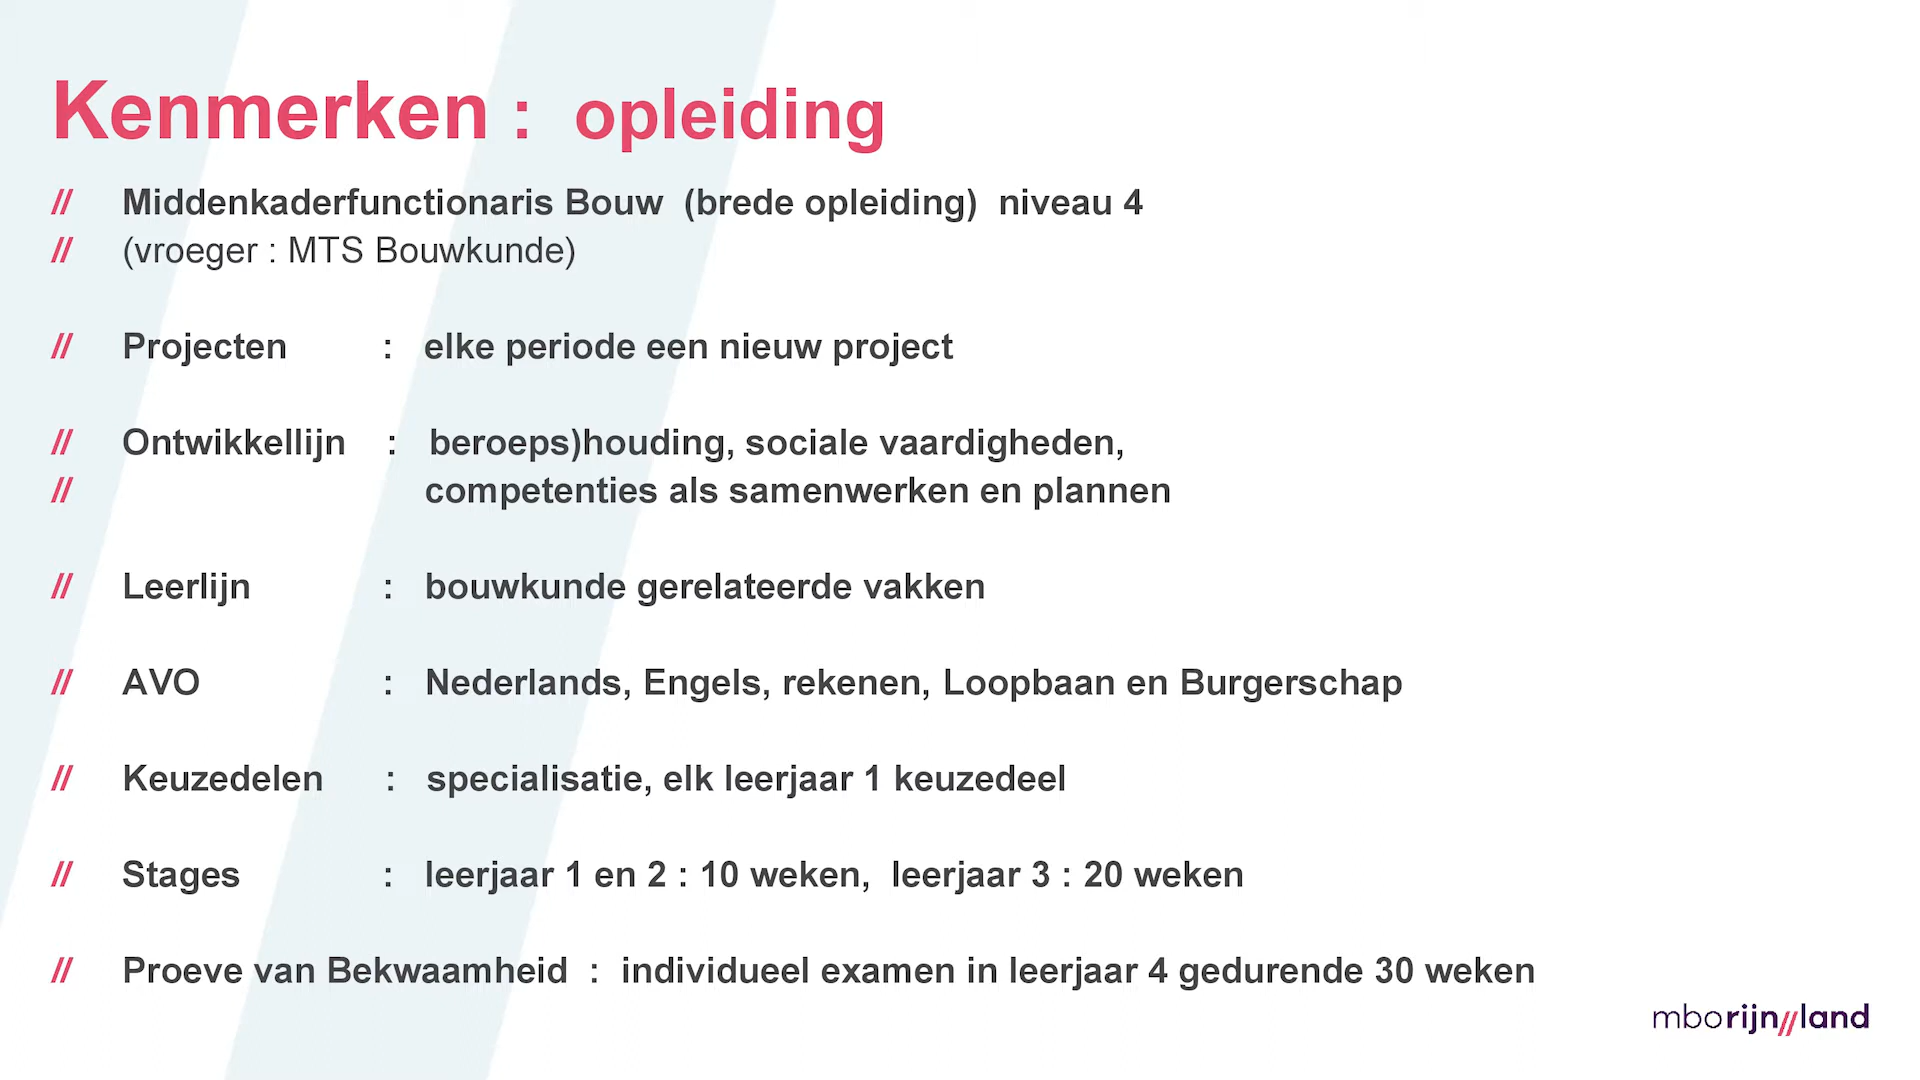 Kenmerken : opleiding
// Middenkaderfunctionaris Bouw (brede opleiding) niveau 4
// (vroeger : MTS Bouwkunde)
// Projecten : elke periode een nieuw project
// Ontwikkellijn : beroeps)houding, sociale vaardigheden,
// competenties als samenwerken en plannen
// Leerlijn : bouwkunde gerelateerde vakken
// AVO : Nederlands, Engels, rekenen, Loopbaan en Burgerschap
// Keuzedelen : specialisatie, elk leerjaar 1 keuzedeel
// Stages : leerjaar 1 en 2 : 10 weken, leerjaar 3 : 20 weken
// Proeve van Bekwaamheid : individueel examen in leerjaar 4 gedurende 30 weken
mborijn//land